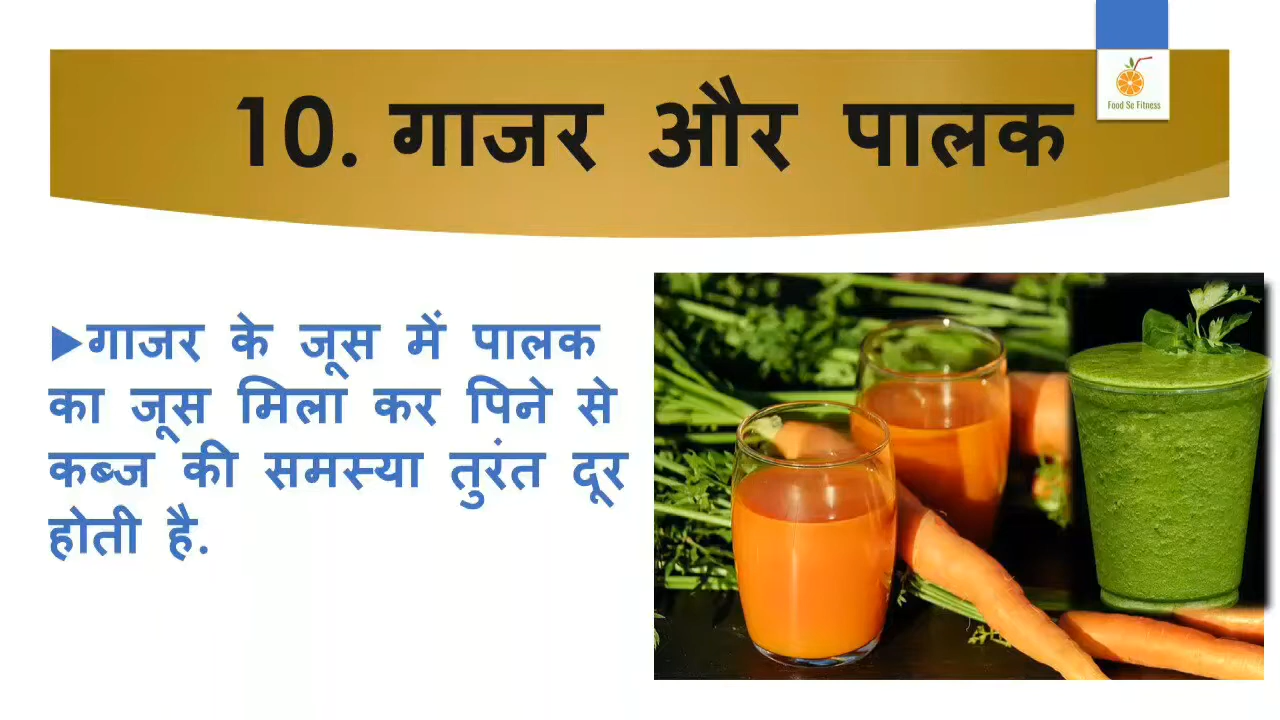 Food Se Fitness
10. गाजर और पालक
▶गाजर के जूस में पालक
का जूस मिला कर पिने से
कब्ज की समस्या तुरंत दूर
होती है.